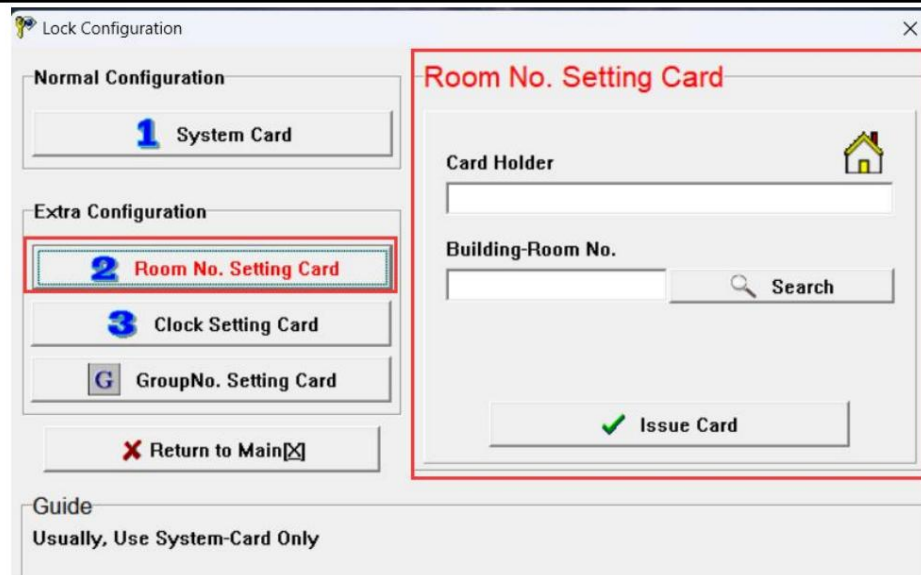 Lock Configuration
Normal Configuration
1 System Card
Extra Configuration
2 Room No. Setting Card
3 Clock Setting Card
G GroupNo. Setting Card
Return to Main[X]
Room No. Setting Card
Card Holder
Building-Room No.
Search
Issue Card
Guide
Usually, Use System-Card Only